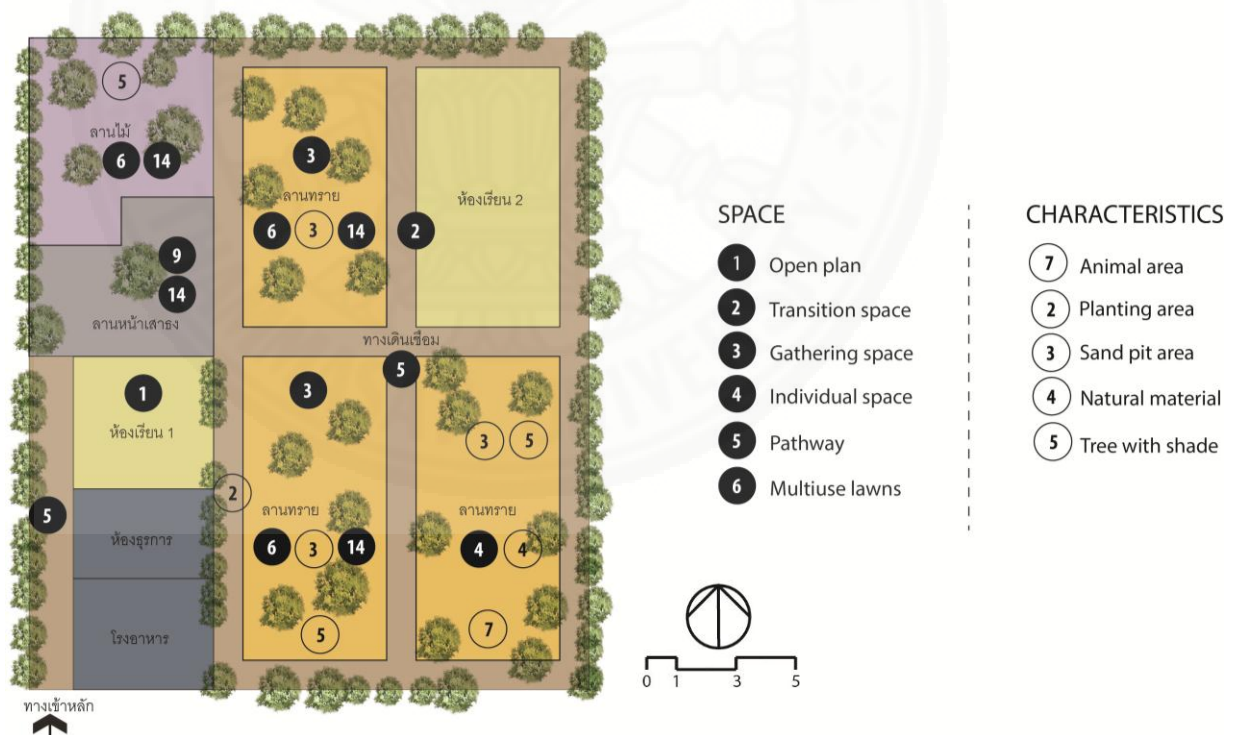 5
ลานไม้
6 14
3
ลานทราย
6 3 14
2
ห้องเรียน 2
9
14
ลานหน้าเสาธง
ทางเดินเชื่อม
5
1
ห้องเรียน 1
3
3 5
2
5
ห้องธุรการ
ลานทราย
6 3 14
ลานทราย
4 4
โรงอาหาร
5
7
ทางเข้าหลัก
SPACE
1 Open plan
2 Transition space
3 Gathering space
4 Individual space
5 Pathway
6 Multiuse lawns
CHARACTERISTICS
7 Animal area
2 Planting area
3 Sand pit area
4 Natural material
5 Tree with shade
0 1 3 5